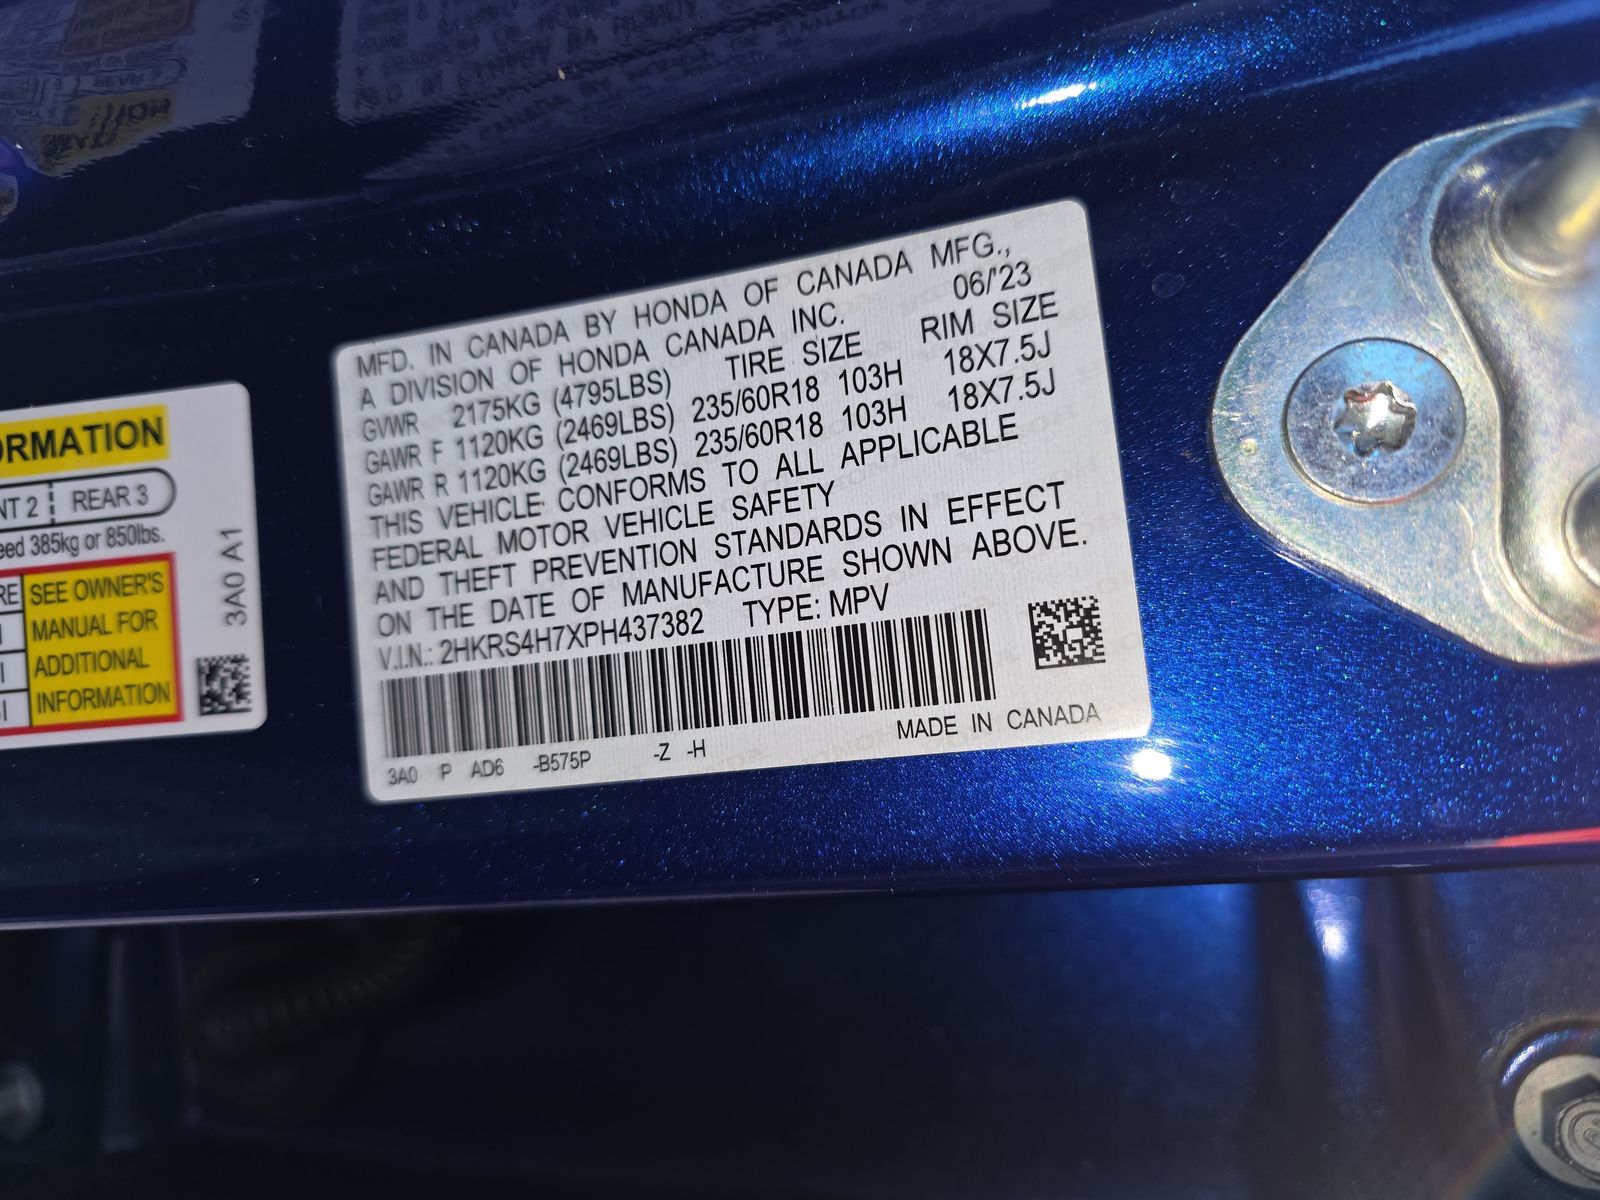 MFD. IN CANADA BY HONDA OF CANADA MFG.,
A DIVISION OF HONDA CANADA INC. 06/'23
GVWR 2175KG (4795LBS) TIRE SIZE RIM SIZE
GAWR F 1120KG (2469LBS) 235/60R18 103H 18X7.5J
GAWR R 1120KG (2469LBS) 235/60R18 103H 18X7.5J
THIS VEHICLE CONFORMS TO ALL APPLICABLE
FEDERAL MOTOR VEHICLE SAFETY
AND THEFT PREVENTION STANDARDS IN EFFECT
ON THE DATE OF MANUFACTURE SHOWN ABOVE.
V.I.N.: 2HKRS4H7XPH437382 TYPE: MPV
MADE IN CANADA
3A0 P AD6 -B575P -Z -H
ORMATION
NT 2 REAR 3
eed 385kg or 850lbs.
RE
SEE OWNER'S
MANUAL FOR
ADDITIONAL
INFORMATION
3A0 A1